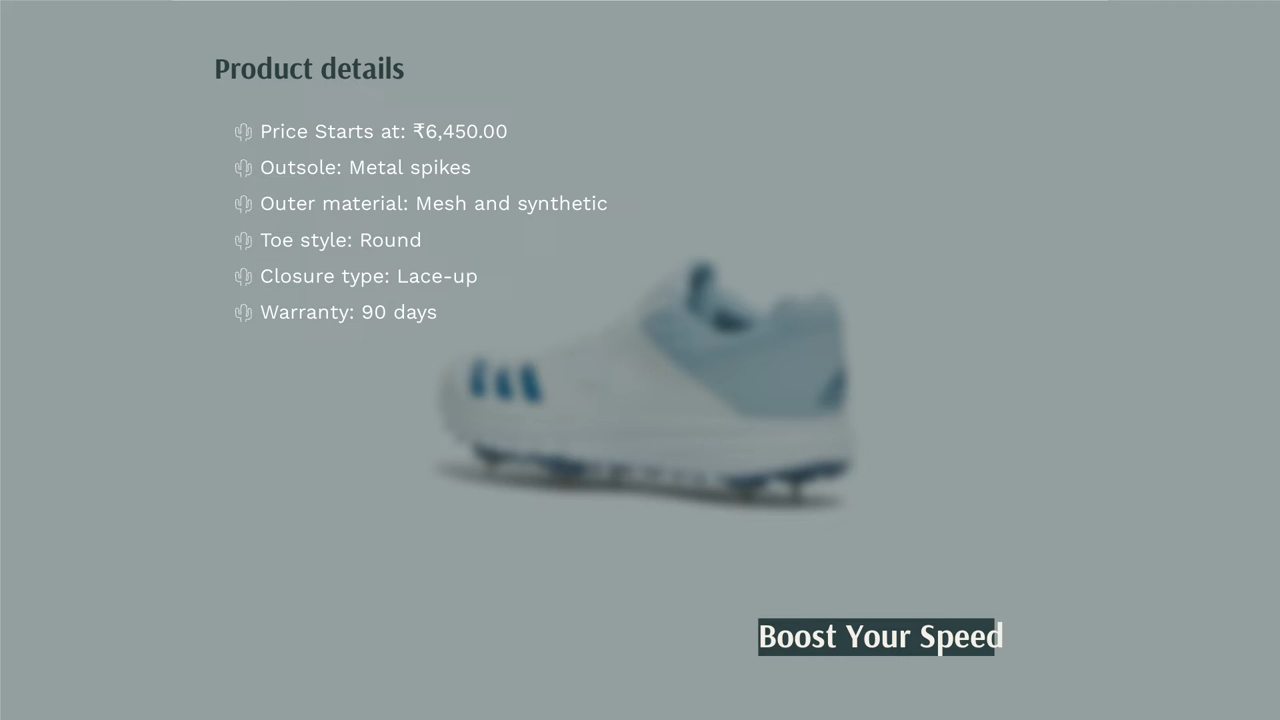 Product details
Price Starts at: ₹6,450.00
Outsole: Metal spikes
Outer material: Mesh and synthetic
Toe style: Round
Closure type: Lace-up
Warranty: 90 days
Boost Your Speed